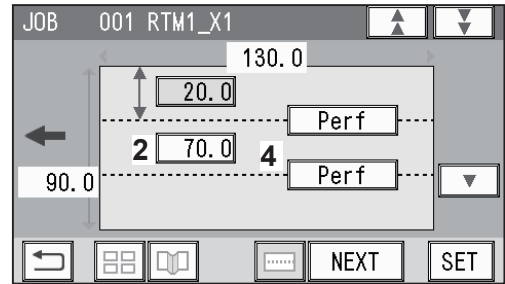 JOB 001 RTM1_X1
130.0
20.0
Perf
2 70.0 4
Perf
90.0
NEXT SET